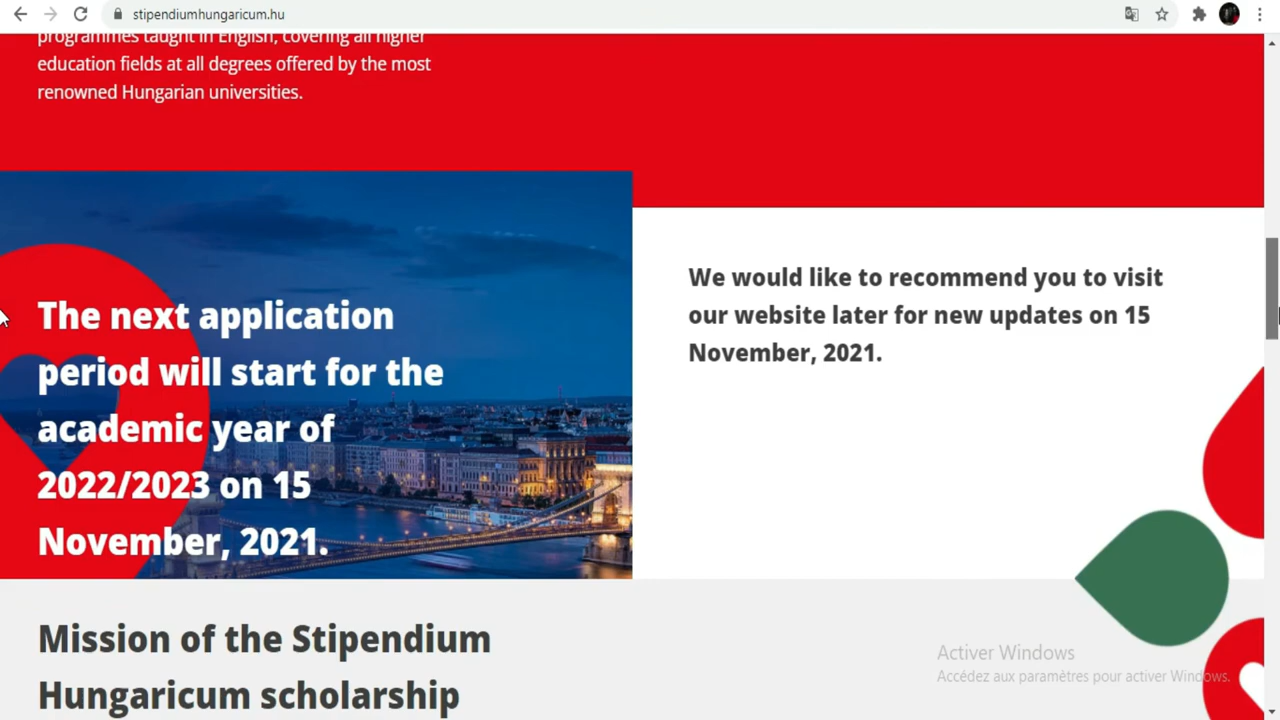 stipendiumhungaricum.hu
programmes taught in English, covering all higher
education fields at all degrees offered by the most
renowned Hungarian universities.
The next application
period will start for the
academic year of
2022/2023 on 15
November, 2021.
We would like to recommend you to visit
our website later for new updates on 15
November, 2021.
Mission of the Stipendium
Hungaricum scholarship
Activer Windows
Accédez aux paramètres pour activer Windows.